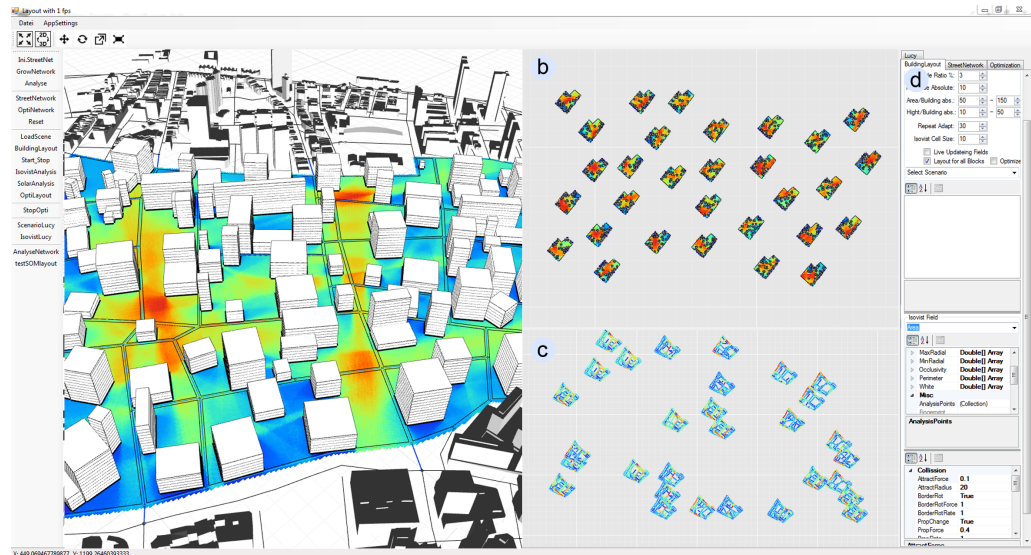 Layout with 1 fps
Datei AppSettings
2D
3D
Ini.StreetNet
GrowNetwork
Analyse
StreetNetwork
OptiNetwork
Reset
LoadScene
BuildingLayout
Start_Stop
IsovistAnalysis
SolarAnalysis
OptiLayout
StopOpti
ScenarioLucy
IsovistLucy
AnalyseNetwork
testSOMlayout
b
c
d
Lucy
BuildingLayout StreetNetwork Optimization
Ratio %: 3
Absolute: 10
Area/Building abs.: 50 - 150
Hight/Building abs.: 10 - 50
Repeat Adapt: 30
Isovist Cell Size: 10
Live Updateing Fields
Layout for all Blocks Optimize
Select Scenario
Isovist Field
Area
MaxRadial Double[] Array
MinRadial Double[] Array
Occlusivity Double[] Array
Perimeter Double[] Array
White Double[] Array
Misc
AnalysisPoints (Collection)
AnalysisPoints
Collission
AttractForce 0.1
AttractRadius 20
BorderRot True
BorderRotForce 1
BorderRotRate 1
PropChange True
PropForce 0.4